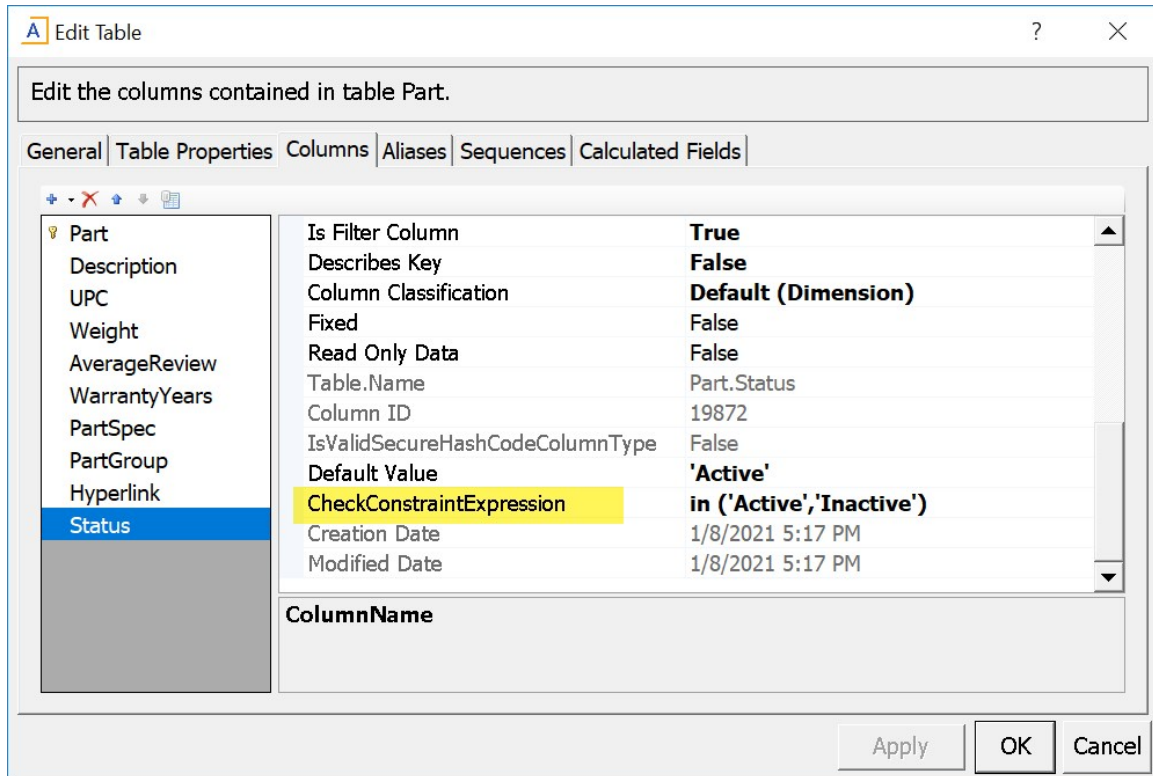 A Edit Table ?
Edit the columns contained in table Part.
General Table Properties Columns Aliases Sequences Calculated Fields
Part
Description
UPC
Weight
AverageReview
WarrantyYears
PartSpec
PartGroup
Hyperlink
Status
Is Filter Column True
Describes Key False
Column Classification Default (Dimension)
Fixed False
Read Only Data False
Table.Name Part.Status
Column ID 19872
IsValidSecureHashCodeColumnType False
Default Value 'Active'
CheckConstraintExpression in ('Active','Inactive')
Creation Date 1/8/2021 5:17 PM
Modified Date 1/8/2021 5:17 PM
ColumnName
Apply OK Cancel